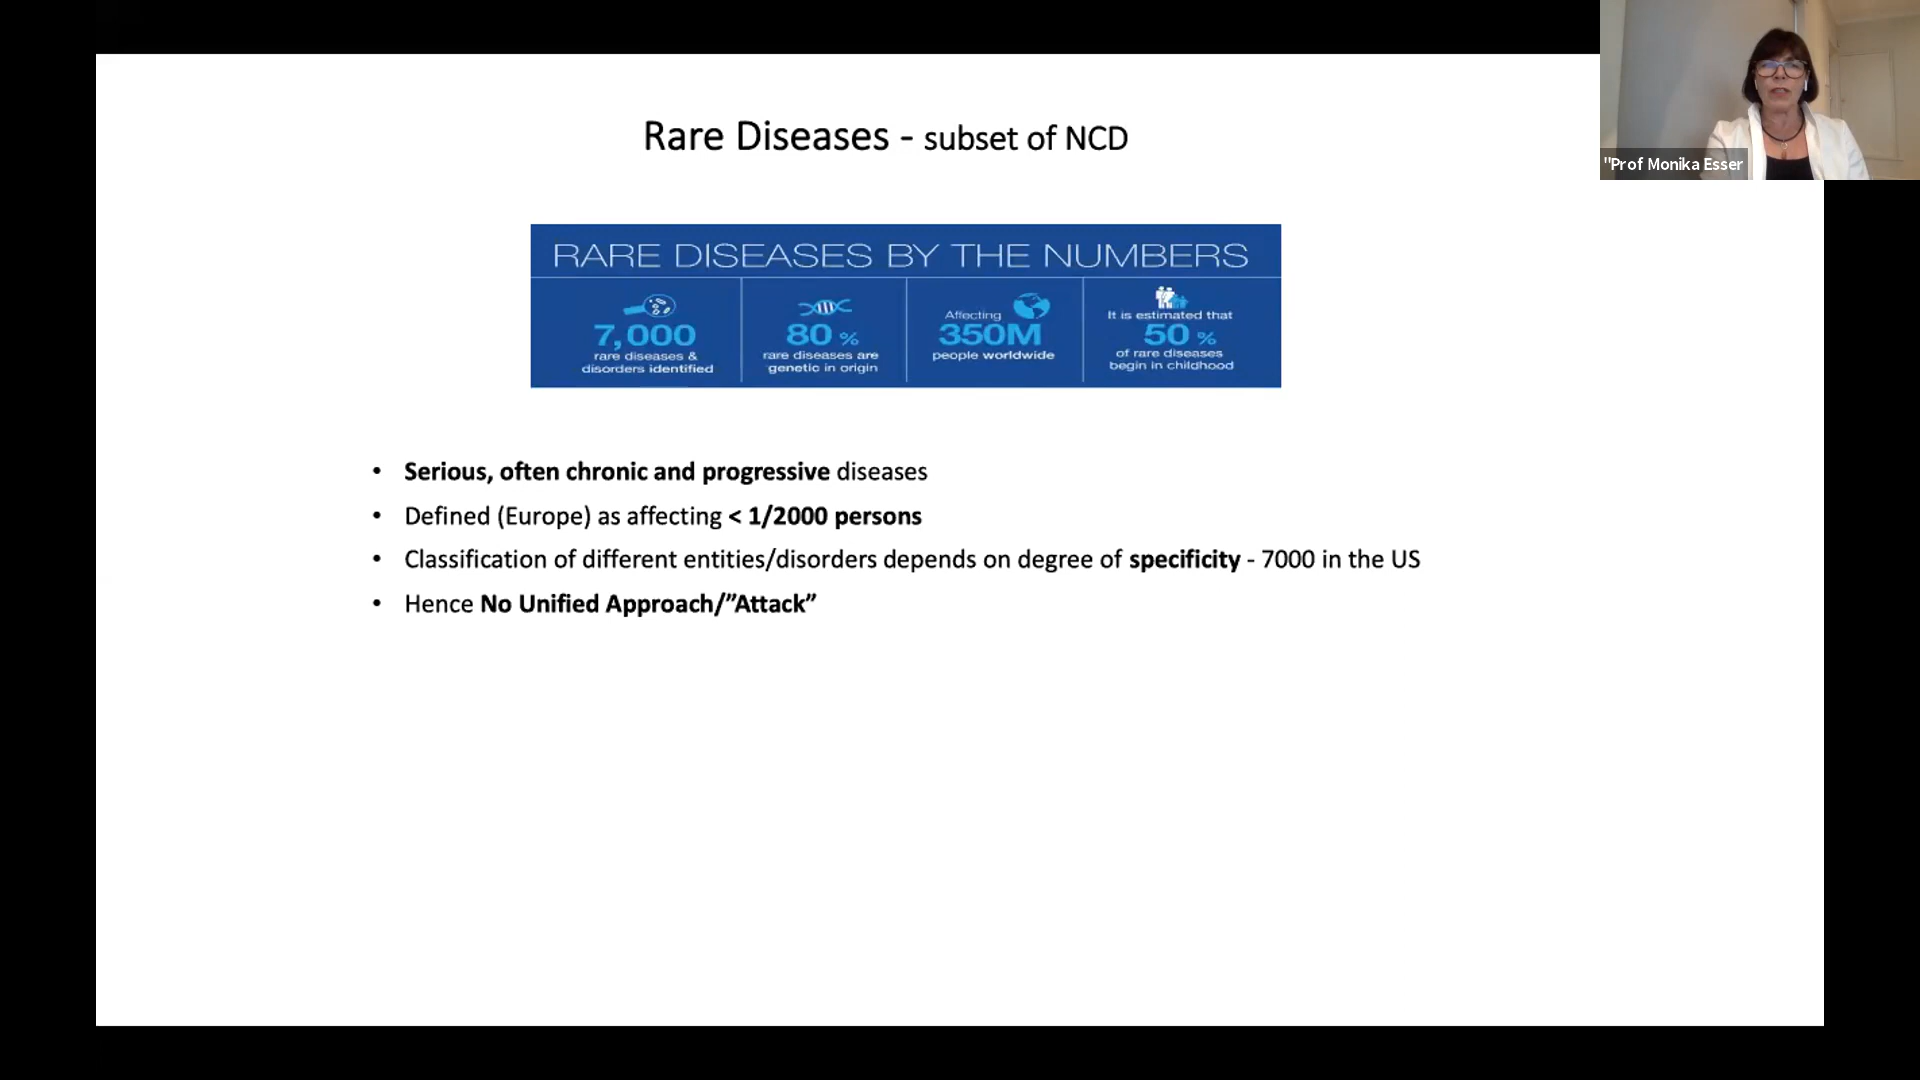 Rare Diseases - subset of NCD
"Prof Monika Esser
RARE DISEASES BY THE NUMBERS
7,000
rare diseases &
disorders identified
80 %
rare diseases are
genetic in origin
Affecting
350M
people worldwide
It is estimated that
50 %
of rare diseases
begin in childhood
• Serious, often chronic and progressive diseases
• Defined (Europe) as affecting < 1/2000 persons
• Classification of different entities/disorders depends on degree of specificity - 7000 in the US
• Hence No Unified Approach/”Attack”